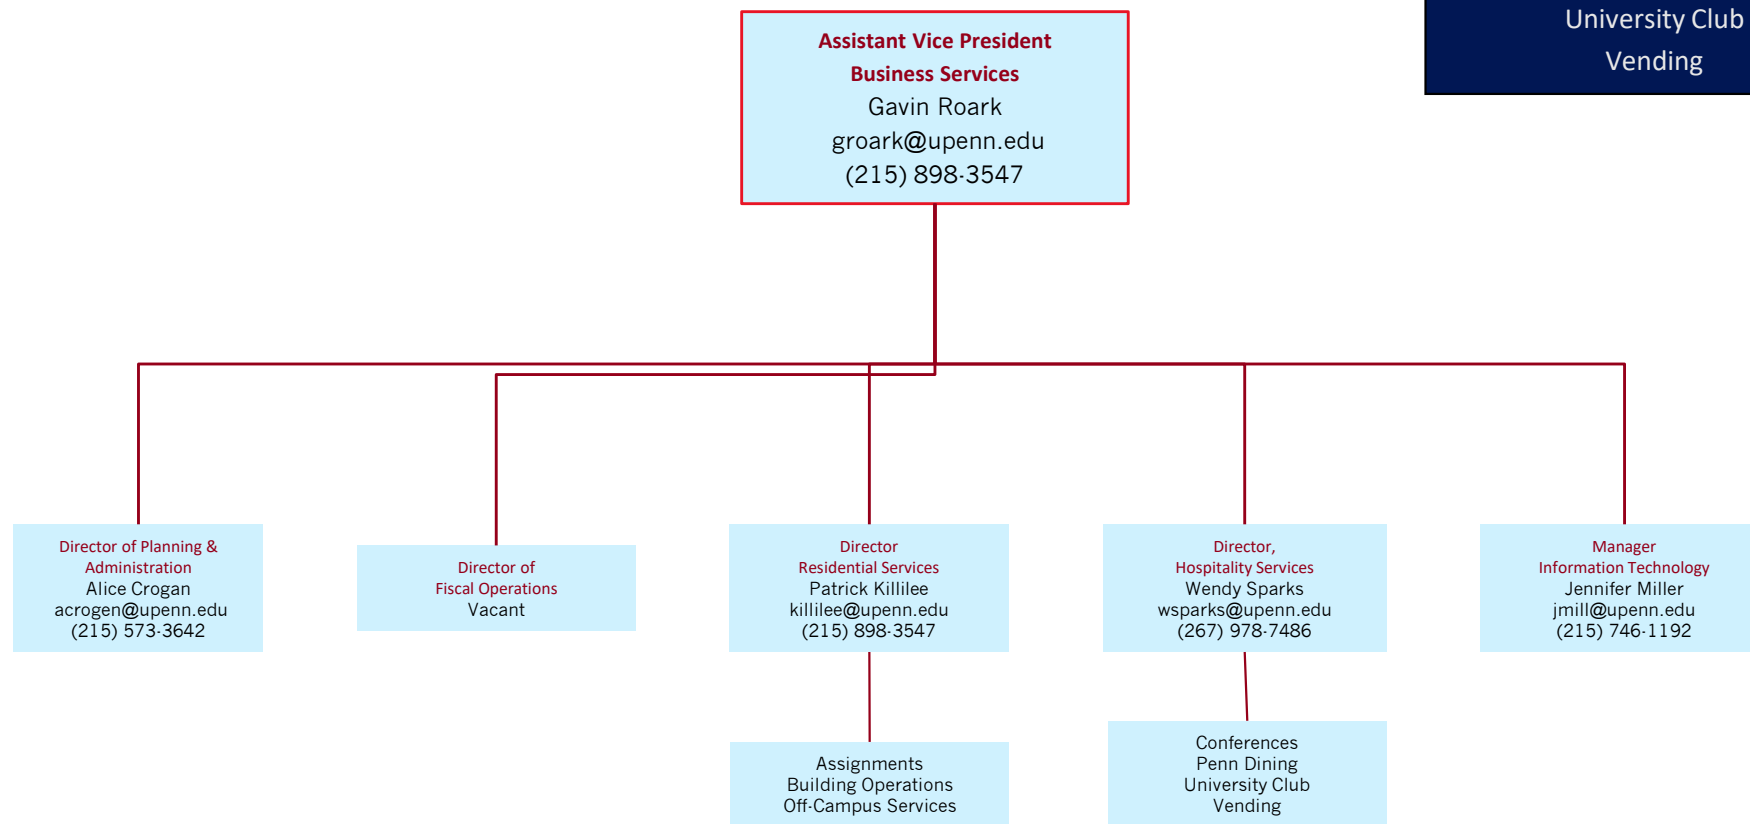 University Club
Vending
Assistant Vice President
Business Services
Gavin Roark
groark@upenn.edu
(215) 898-3547
Director of Planning &
Administration
Alice Crogan
acrogen@upenn.edu
(215) 573-3642
Director of
Fiscal Operations
Vacant
Director
Residential Services
Patrick Killilee
killilee@upenn.edu
(215) 898-3547
Director,
Hospitality Services
Wendy Sparks
wsparks@upenn.edu
(267) 978-7486
Manager
Information Technology
Jennifer Miller
jmill@upenn.edu
(215) 746-1192
Assignments
Building Operations
Off-Campus Services
Conferences
Penn Dining
University Club
Vending